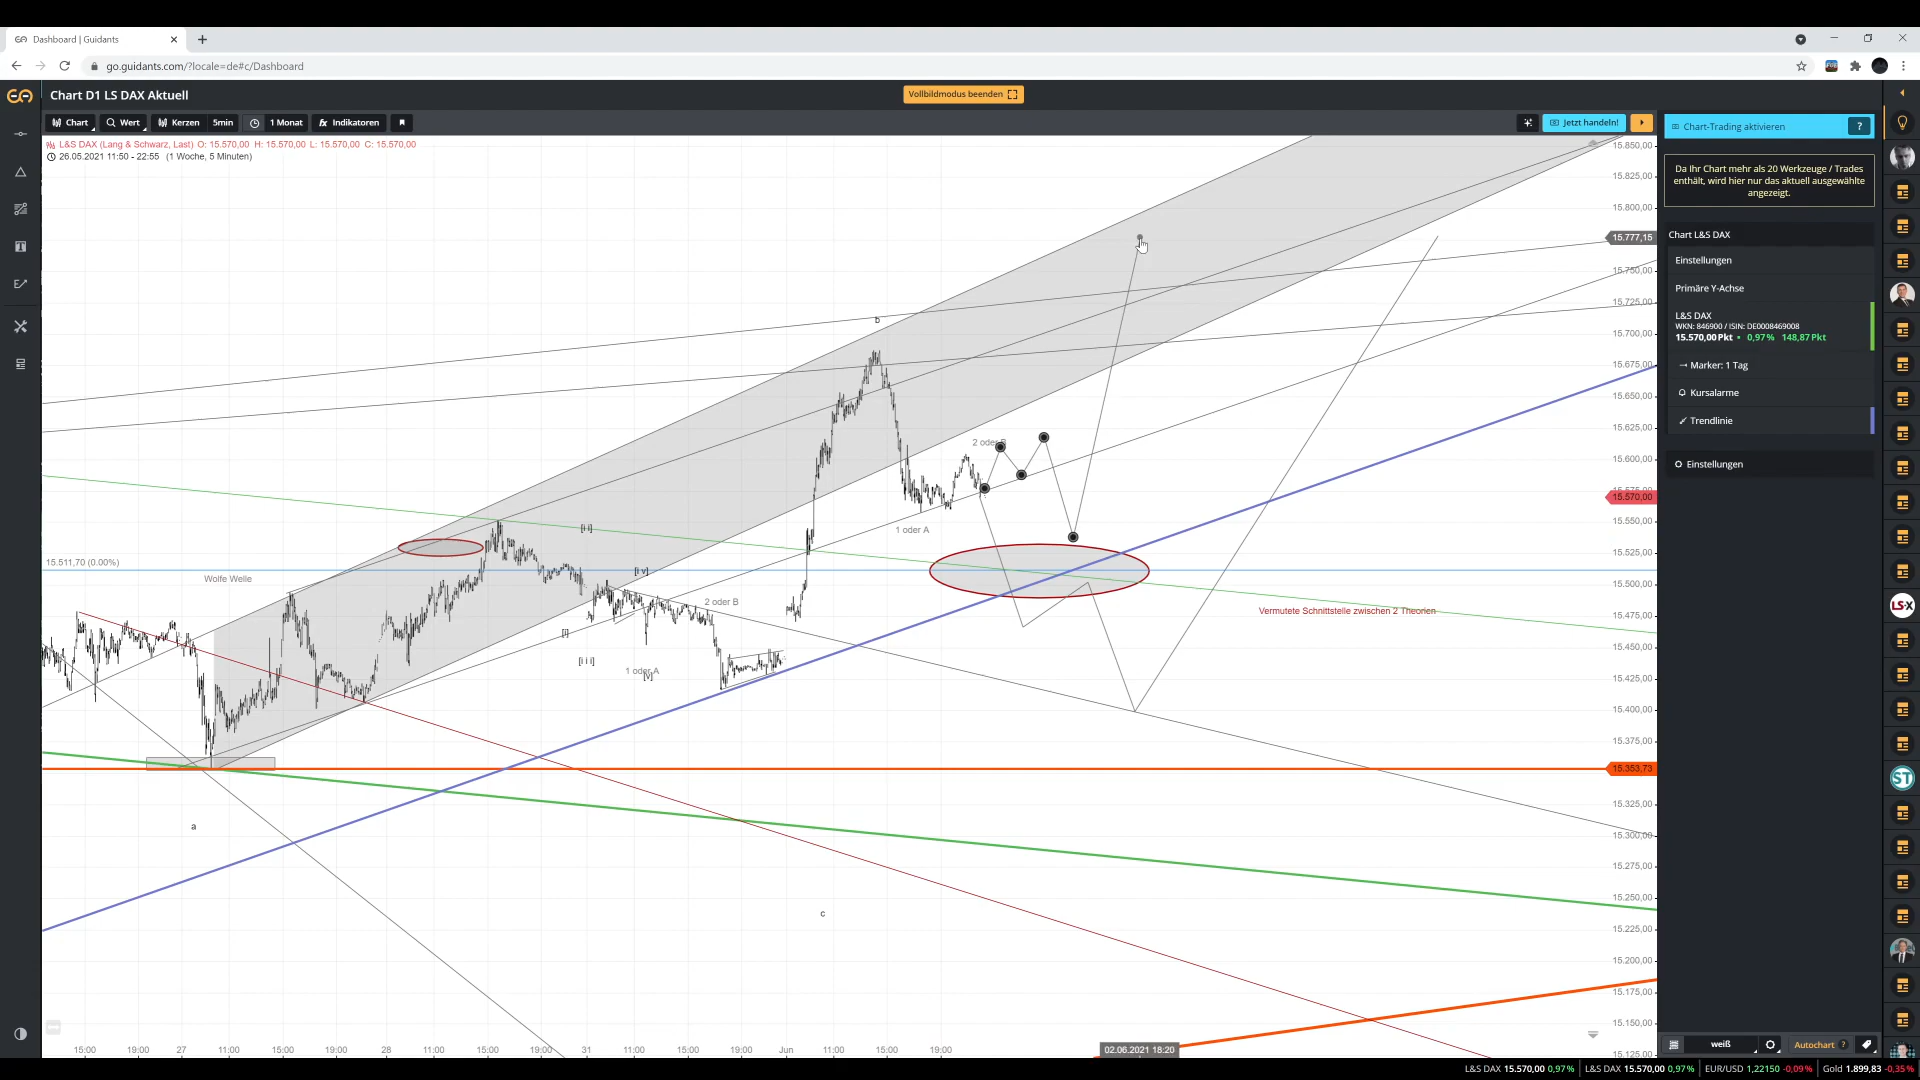 Dashboard | Guidants
go.guidants.com/?locale=de#c/Dashboard
Chart D1 LS DAX Aktuell
Vollbildmodus beenden
Chart Wert Kerzen 5min 1 Monat fx Indikatoren Jetzt handeln!
L&S DAX (Lang & Schwarz, Last) O: 15.570,00 H: 15.570,00 L: 15.570,00 C: 15.570,00
26.05.2021 11:50 - 22:55 (1 Woche, 5 Minuten)
15.850,00
15.825,00
15.800,00
15.777,15
15.750,00
15.725,00
15.700,00
15.675,00
15.650,00
15.625,00
15.600,00
15.570,00
15.550,00
15.525,00
15.500,00
15.475,00
15.450,00
15.425,00
15.400,00
15.375,00
15.353,73
15.325,00
15.300,00
15.275,00
15.250,00
15.225,00
15.200,00
15.175,00
15.150,00
15.125,00
b
1 oder A
[i i]
15.511,70 (0.00%)
Wolfe Welle
[i v]
2 oder B
Vermutete Schnittstelle zwischen 2 Theorien
[i]
[i i i]
1 oder A
[v]
a
c
15:00 19:00 27 11:00 15:00 19:00 28 11:00 15:00 19:00 31 11:00 15:00 19:00 Jun 11:00 15:00 19:00 02.06.2021 18:20
Chart-Trading aktivieren ?
Da Ihr Chart mehr als 20 Werkzeuge / Trades
enthält, wird hier nur das aktuell ausgewählte
angezeigt.
Chart L&S DAX
Einstellungen
Primäre Y-Achse
L&S DAX
WKN: 846900 / ISIN: DE0008469008
15.570,00 Pkt • 0,97% 148,87 Pkt
Marker: 1 Tag
Kursalarme
Trendlinie
Einstellungen
LS-X
ST
weiß Autochart ?
L&S DAX 15.570,00 0,97% L&S DAX 15.570,00 0,97% EUR/USD 1,22150 -0,09% Gold 1.899,83 -0,35%